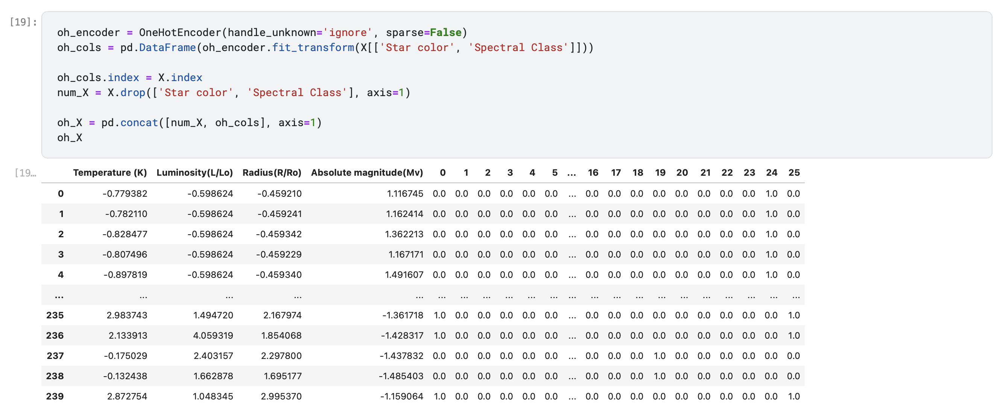 [19]:
oh_encoder = OneHotEncoder(handle_unknown='ignore', sparse=False)
oh_cols = pd.DataFrame(oh_encoder.fit_transform(X[['Star color', 'Spectral Class']]))
oh_cols.index = X.index
num_X = X.drop(['Star color', 'Spectral Class'], axis=1)
oh_X = pd.concat([num_X, oh_cols], axis=1)
oh_X
[19…
Temperature (K) Luminosity(L/Lo) Radius(R/Ro) Absolute magnitude(Mv) 0 1 2 3 4 5 ... 16 17 18 19 20 21 22 23 24 25
0 -0.779382 -0.598624 -0.459210 1.116745 0.0 0.0 0.0 0.0 0.0 0.0 ... 0.0 0.0 0.0 0.0 0.0 0.0 0.0 0.0 1.0 0.0
1 -0.782110 -0.598624 -0.459241 1.162414 0.0 0.0 0.0 0.0 0.0 0.0 ... 0.0 0.0 0.0 0.0 0.0 0.0 0.0 0.0 1.0 0.0
2 -0.828477 -0.598624 -0.459342 1.362213 0.0 0.0 0.0 0.0 0.0 0.0 ... 0.0 0.0 0.0 0.0 0.0 0.0 0.0 0.0 1.0 0.0
3 -0.807496 -0.598624 -0.459229 1.167171 0.0 0.0 0.0 0.0 0.0 0.0 ... 0.0 0.0 0.0 0.0 0.0 0.0 0.0 0.0 1.0 0.0
4 -0.897819 -0.598624 -0.459340 1.491607 0.0 0.0 0.0 0.0 0.0 0.0 ... 0.0 0.0 0.0 0.0 0.0 0.0 0.0 0.0 1.0 0.0
... ... ... ... ... ... ... ... ... ... ... ... ... ... ... ... ... ... ... ... ... ...
235 2.983743 1.494720 2.167974 -1.361718 1.0 0.0 0.0 0.0 0.0 0.0 ... 0.0 0.0 0.0 0.0 0.0 0.0 0.0 0.0 0.0 1.0
236 2.133913 4.059319 1.854068 -1.428317 1.0 0.0 0.0 0.0 0.0 0.0 ... 0.0 0.0 0.0 0.0 0.0 0.0 0.0 0.0 0.0 1.0
237 -0.175029 2.403157 2.297800 -1.437832 0.0 0.0 0.0 0.0 0.0 0.0 ... 0.0 0.0 0.0 1.0 0.0 0.0 0.0 0.0 0.0 0.0
238 -0.132438 1.662878 1.695177 -1.485403 0.0 0.0 0.0 0.0 0.0 0.0 ... 0.0 0.0 0.0 1.0 0.0 0.0 0.0 0.0 0.0 0.0
239 2.872754 1.048345 2.995370 -1.159064 1.0 0.0 0.0 0.0 0.0 0.0 ... 0.0 0.0 0.0 0.0 0.0 0.0 0.0 0.0 0.0 1.0